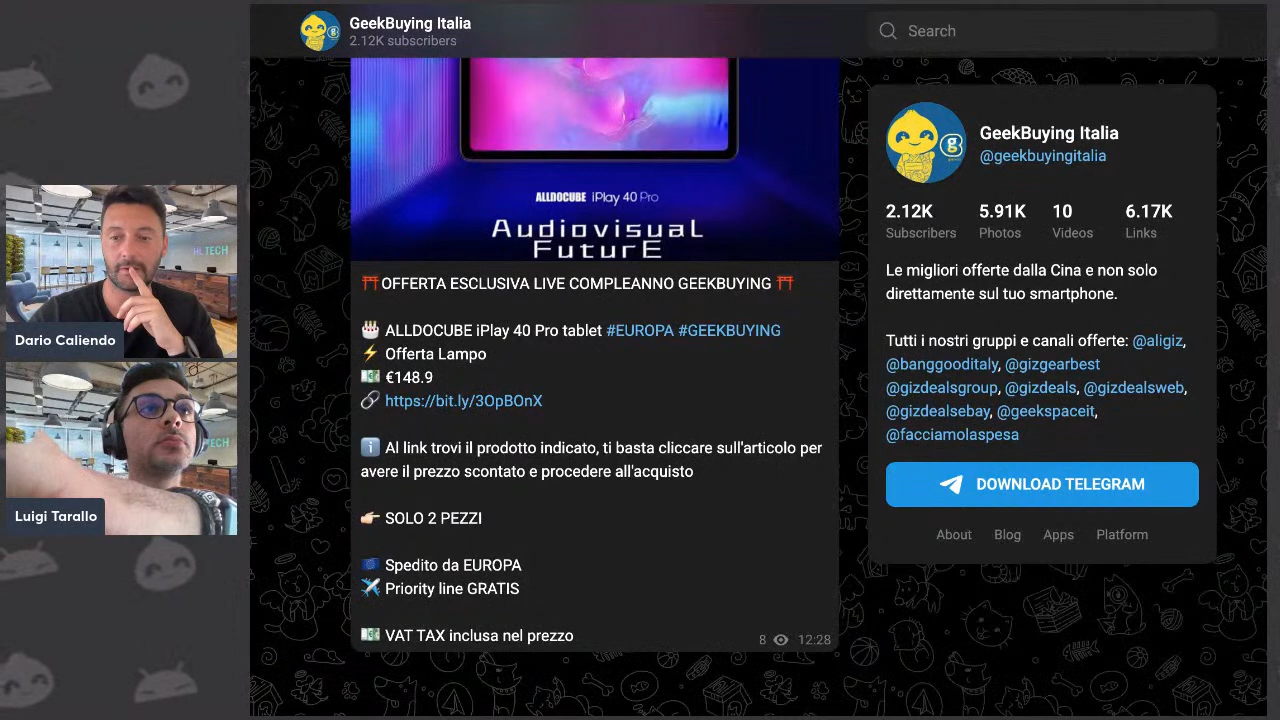 GeekBuying Italia
2.12K subscribers
Search
ALLDOCUBE iPlay 40 Pro
Audiovisual
FuturE
⛩️OFFERTA ESCLUSIVA LIVE COMPLEANNO GEEKBUYING ⛩️
🎂 ALLDOCUBE iPlay 40 Pro tablet #EUROPA #GEEKBUYING
⚡ Offerta Lampo
💵 €148.9
🔗 https://bit.ly/3OpBOnX
ℹ️ Al link trovi il prodotto indicato, ti basta cliccare sull'articolo per
avere il prezzo scontato e procedere all'acquisto
👉🏻 SOLO 2 PEZZI
🇪🇺 Spedito da EUROPA
✈️ Priority line GRATIS
💵 VAT TAX inclusa nel prezzo
8 12:28
GeekBuying Italia
@geekbuyingitalia
2.12K 5.91K 10 6.17K
Subscribers Photos Videos Links
Le migliori offerte dalla Cina e non solo
direttamente sul tuo smartphone.
Tutti i nostri gruppi e canali offerte: @aligiz,
@banggooditaly, @gizgearbest
@gizdealsgroup, @gizdeals, @gizdealsweb,
@gizdealsebay, @geekspaceit,
@facciamolaspesa
DOWNLOAD TELEGRAM
About Blog Apps Platform
TECH
Dario Caliendo
TECH
Luigi Tarallo